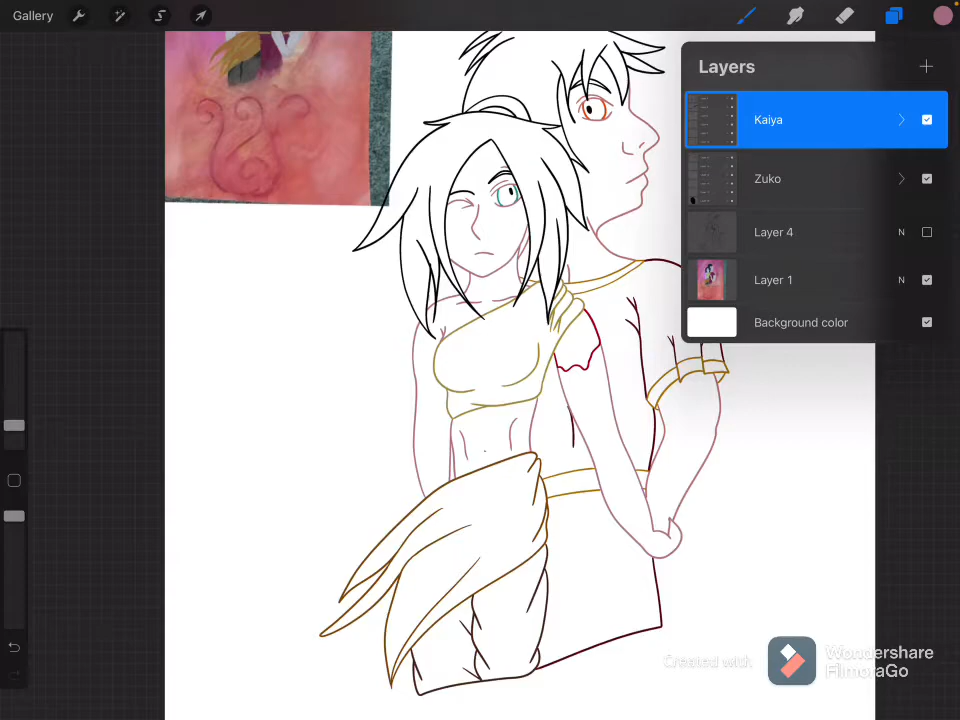 Gallery
Layers
Kaiya
Zuko
Layer 4 N
Layer 1 N
Background color
Created with
Wondershare
FilmoraGo